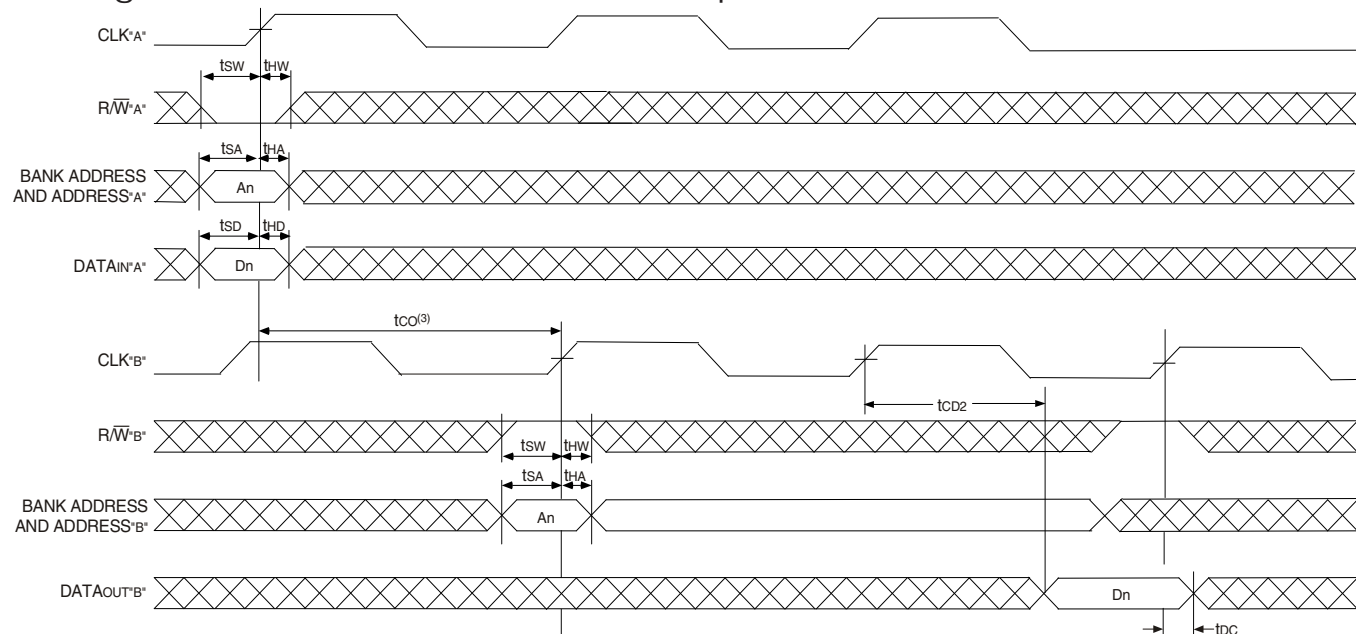 CLK"A"
tSW
tHW
R/W̅"A"
tSA
tHA
BANK ADDRESS
AND ADDRESS"A"
An
tSD
tHD
DATAIN"A"
Dn
tCO(3)
CLK"B"
tCD2
R/W̅"B"
tSW
tHW
tSA
tHA
BANK ADDRESS
AND ADDRESS"B"
An
DATAOUT"B"
Dn
tDC